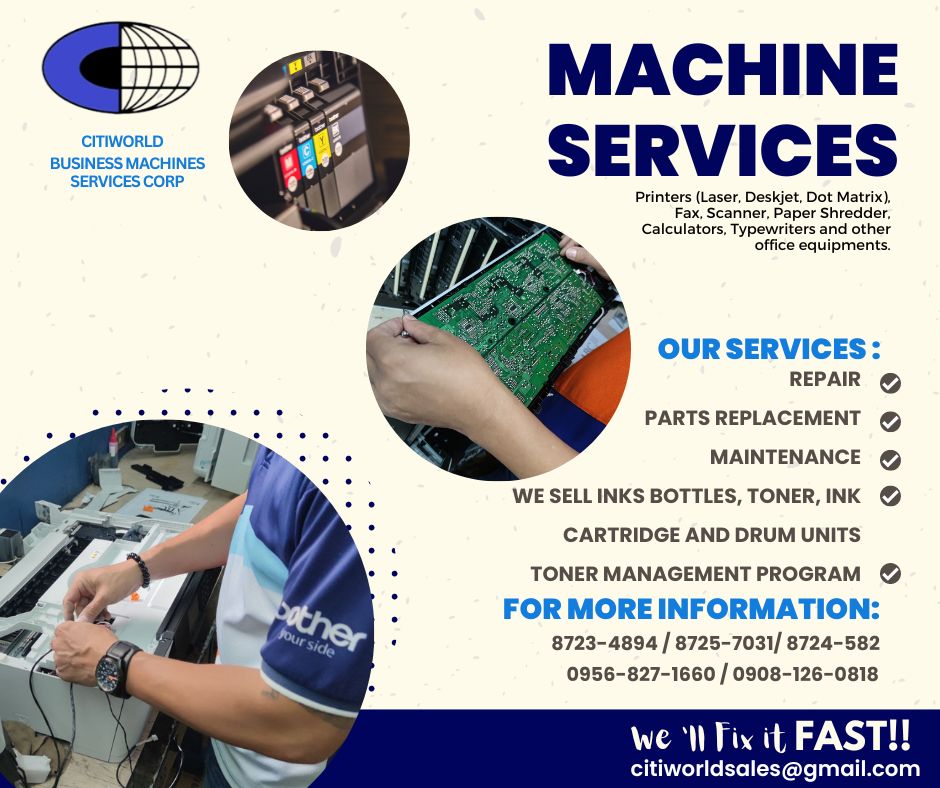 CITIWORLD
BUSINESS MACHINES
SERVICES CORP
MACHINE
SERVICES
Printers (Laser, Deskjet, Dot Matrix),
Fax, Scanner, Paper Shredder,
Calculators, Typewriters and other
office equipments.
OUR SERVICES :
REPAIR
PARTS REPLACEMENT
MAINTENANCE
WE SELL INKS BOTTLES, TONER, INK
CARTRIDGE AND DRUM UNITS
TONER MANAGEMENT PROGRAM
FOR MORE INFORMATION:
8723-4894 / 8725-7031/ 8724-582
0956-827-1660 / 0908-126-0818
We 'll Fix it FAST!!
citiworldsales@gmail.com
brother
your side
M
C
Y